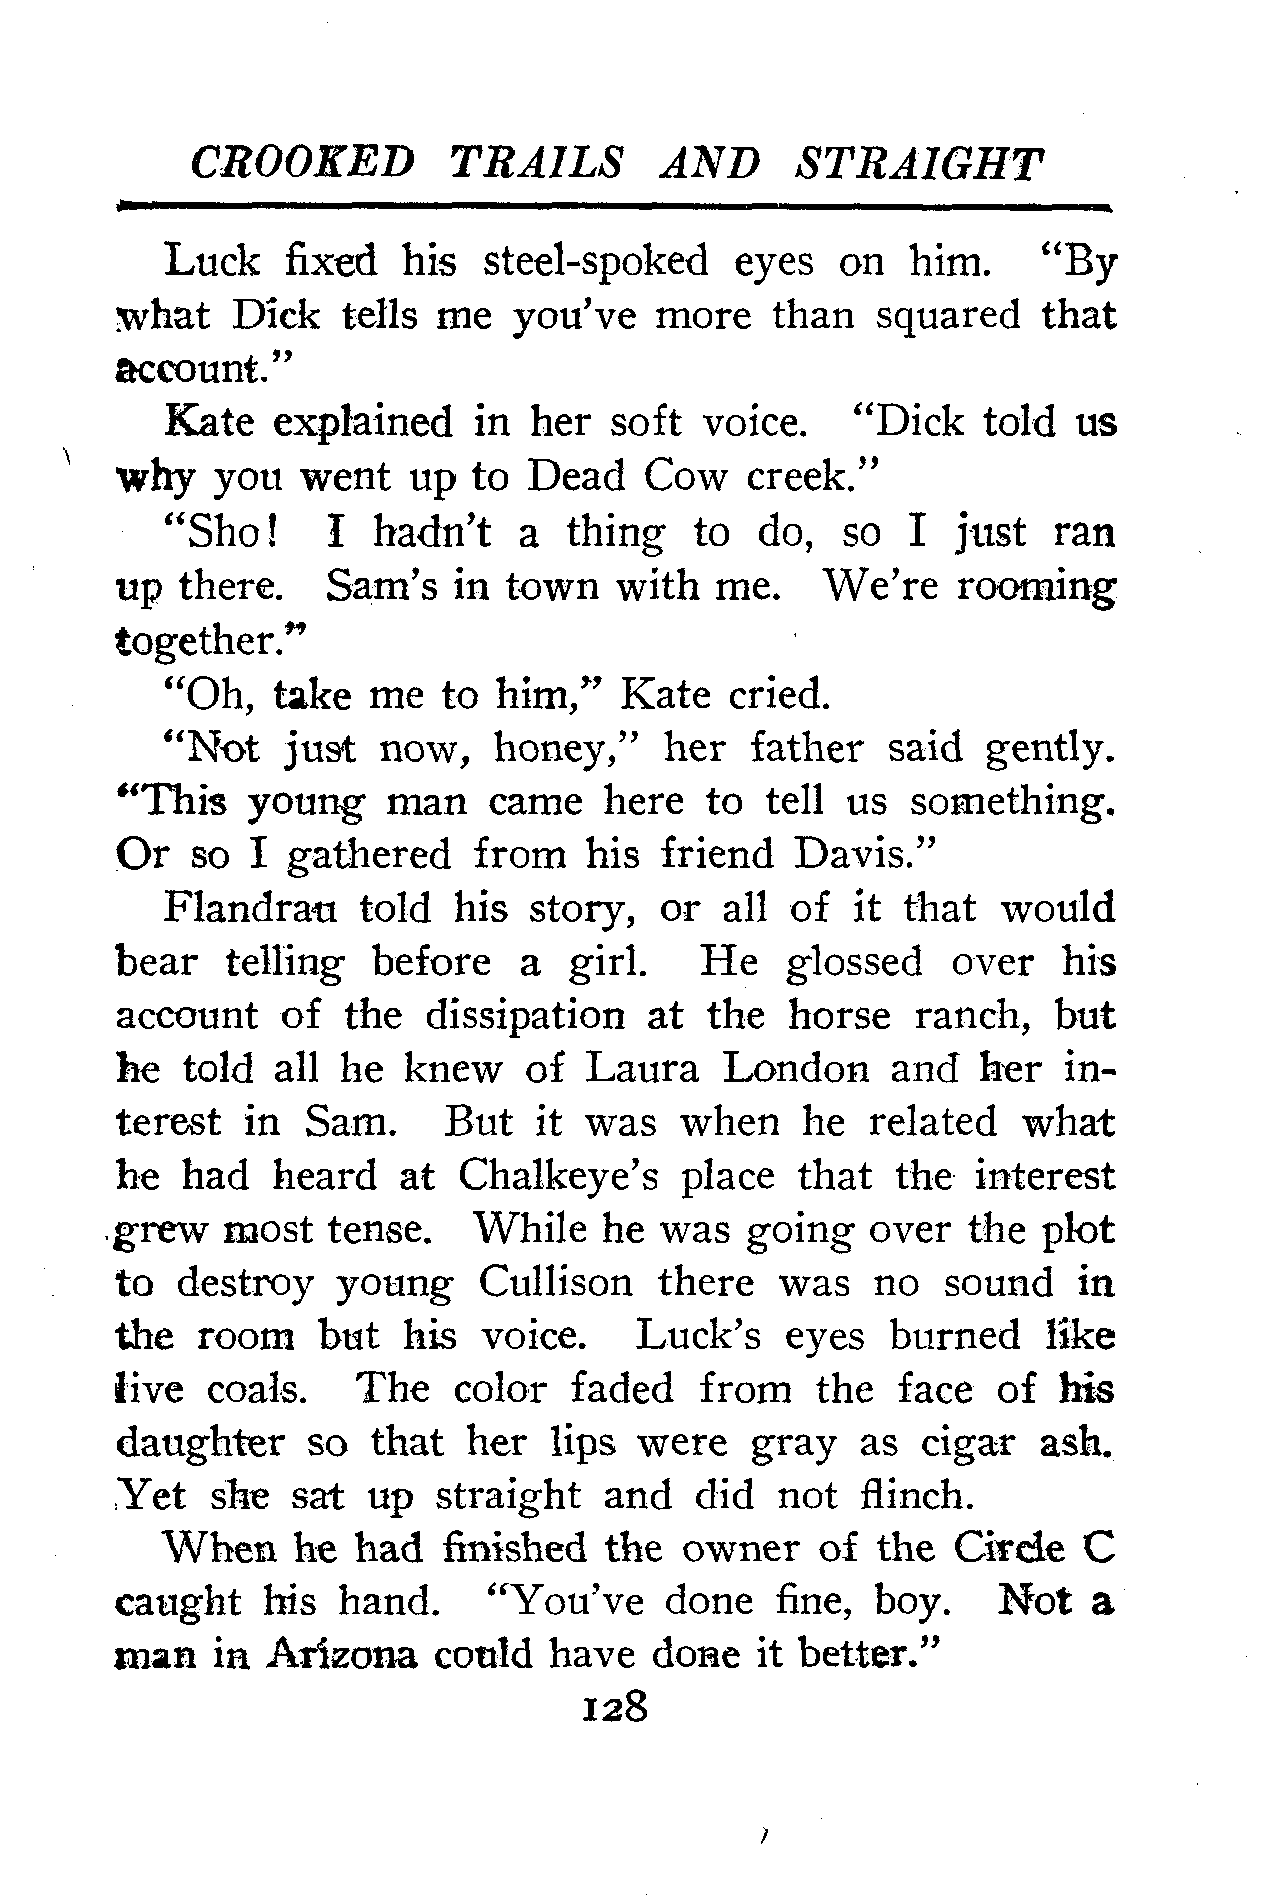 CROOKED TRAILS AND STRAIGHT
Luck fixed his steel-spoked eyes on him. “By
what Dick tells me you’ve more than squared that
account.”
Kate explained in her soft voice. “Dick told us
why you went up to Dead Cow creek.”
“Sho! I hadn’t a thing to do, so I just ran
up there. Sam’s in town with me. We’re rooming
together.”
“Oh, take me to him,” Kate cried.
“Not just now, honey,” her father said gently.
“This young man came here to tell us something.
Or so I gathered from his friend Davis.”
Flandrau told his story, or all of it that would
bear telling before a girl. He glossed over his
account of the dissipation at the horse ranch, but
he told all he knew of Laura London and her in-
terest in Sam. But it was when he related what
he had heard at Chalkeye’s place that the interest
grew most tense. While he was going over the plot
to destroy young Cullison there was no sound in
the room but his voice. Luck’s eyes burned like
live coals. The color faded from the face of his
daughter so that her lips were gray as cigar ash.
Yet she sat up straight and did not flinch.
When he had finished the owner of the Circle C
caught his hand. “You’ve done fine, boy. Not a
man in Arizona could have done it better.”
128